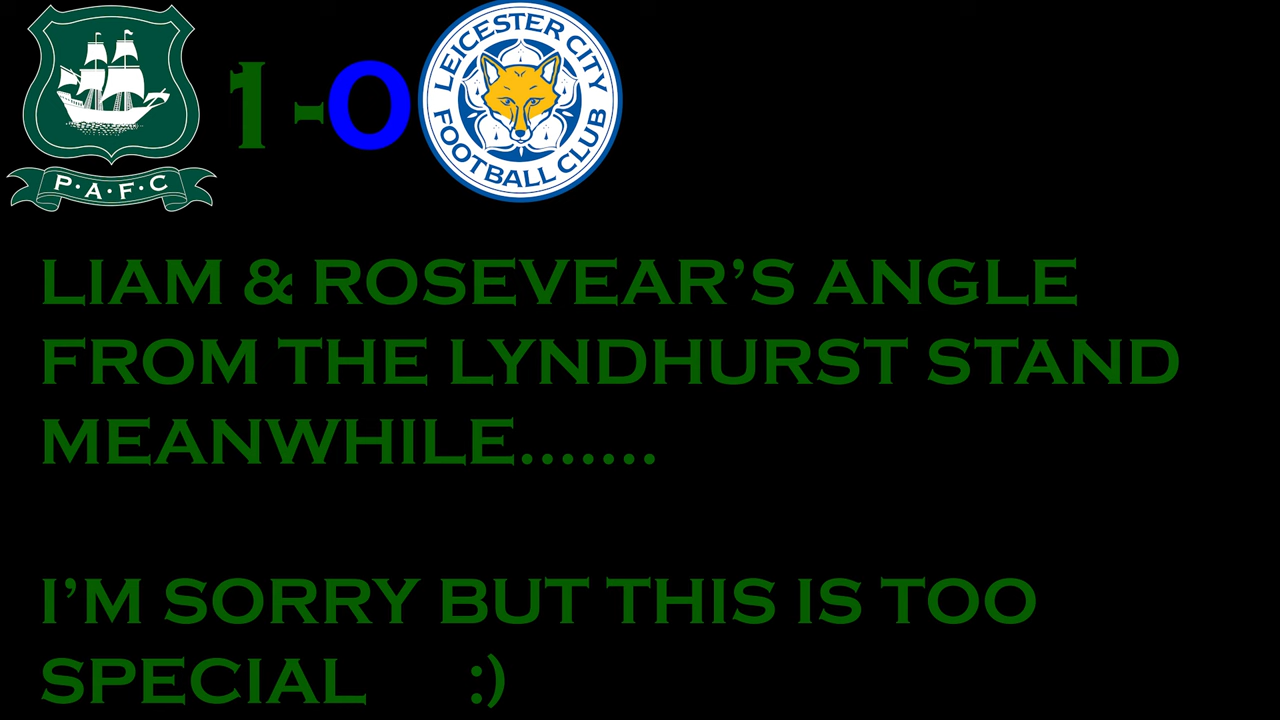 1 - 0
LEICESTER CITY
FOOTBALL CLUB
P·A·F·C
LIAM & ROSEVEAR’S ANGLE
FROM THE LYNDHURST STAND
MEANWHILE.......
I’M SORRY BUT THIS IS TOO
SPECIAL :)